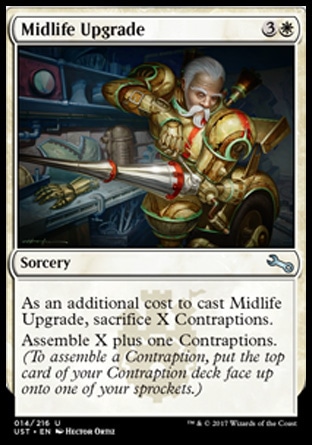 Midlife Upgrade 3
Sorcery
As an additional cost to cast Midlife
Upgrade, sacrifice X Contraptions.
Assemble X plus one Contraptions.
(To assemble a Contraption, put the top
card of your Contraption deck face up
onto one of your sprockets.)
014/216 U
UST • EN Hector Ortiz
™ & © 2017 Wizards of the Coast